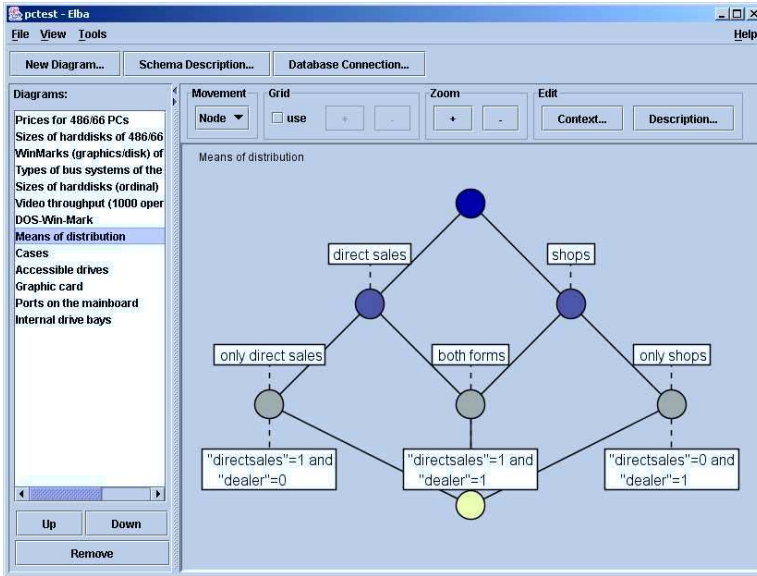 pctest - Elba
File View Tools Help
New Diagram... Schema Description... Database Connection...
Diagrams:
Prices for 486/66 PCs
Sizes of harddisks of 486/66
WinMarks (graphics/disk) of
Types of bus systems of the
Sizes of harddisks (ordinal)
Video throughput (1000 oper
DOS-Win-Mark
Means of distribution
Cases
Accessible drives
Graphic card
Ports on the mainboard
Internal drive bays
Up Down
Remove
Movement Grid Zoom Edit
Node use + - + - Context... Description...
Means of distribution
direct sales shops
only direct sales both forms only shops
"directsales"=1 and "directsales"=1 and "directsales"=0 and
"dealer"=0 "dealer"=1 "dealer"=1